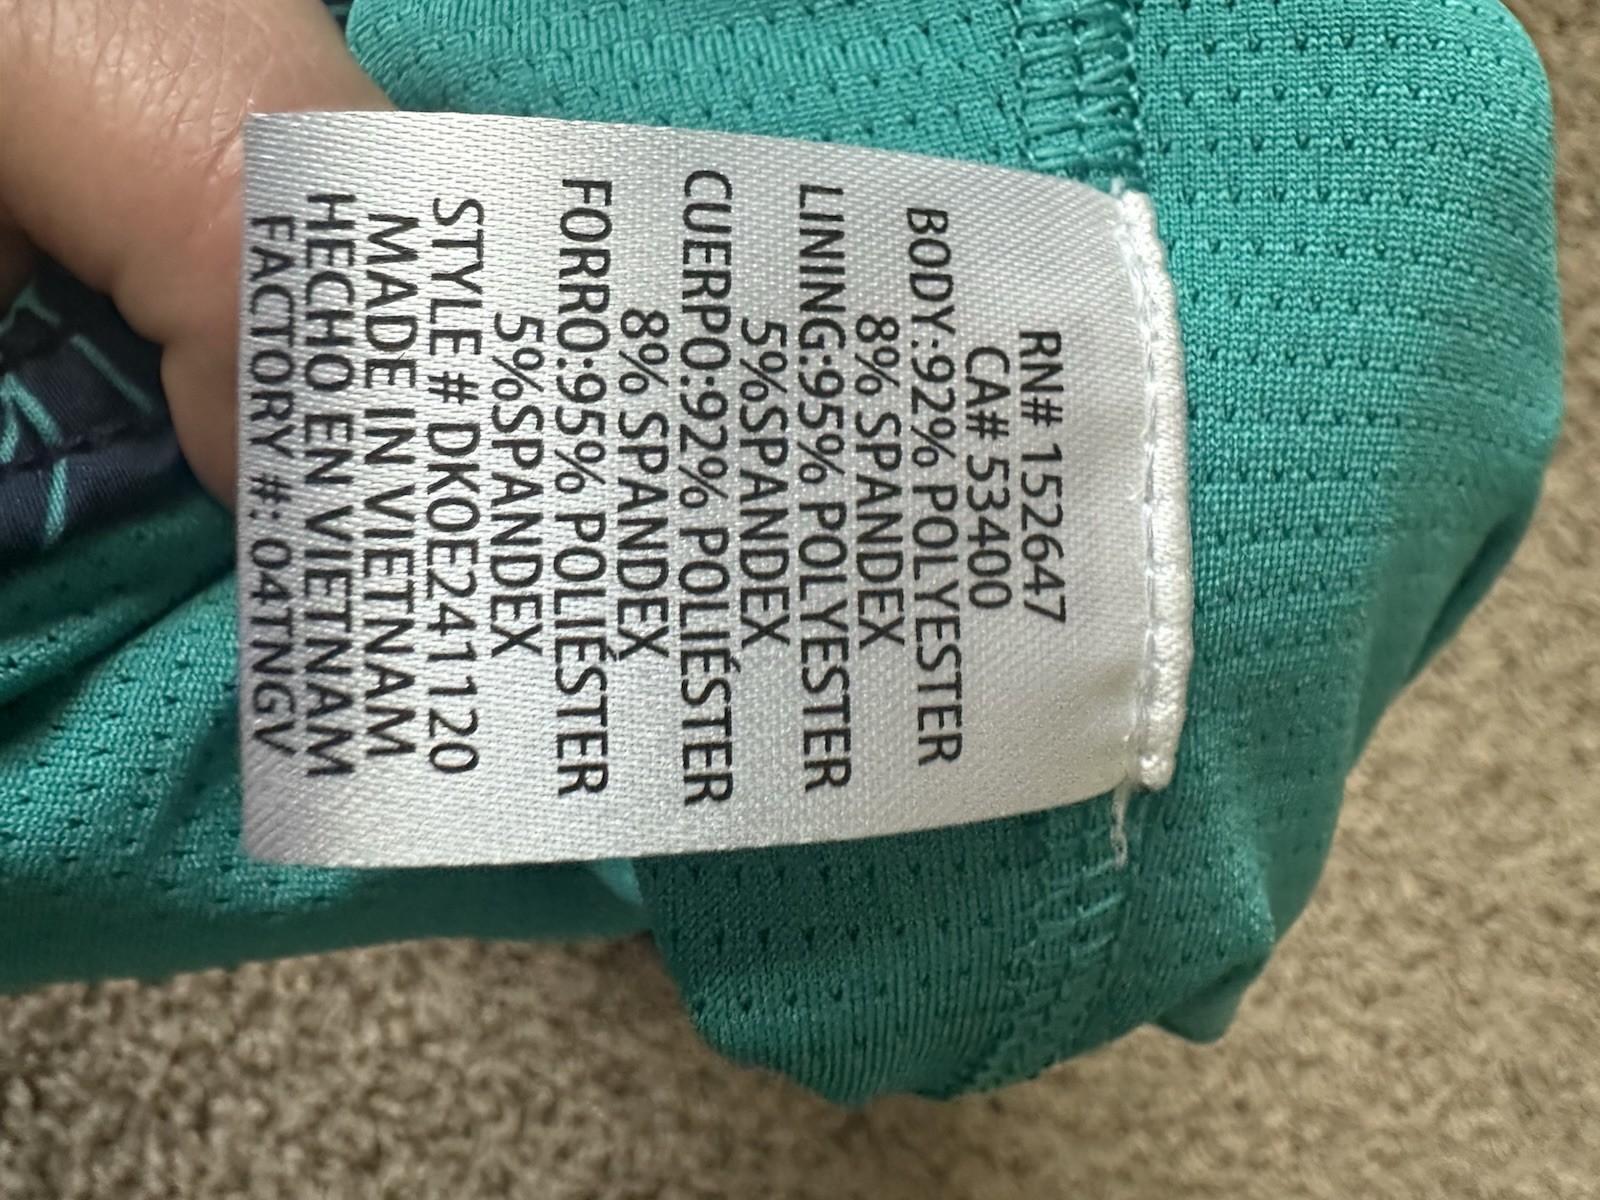 RN# 152647
CA# 53400
BODY:92% POLYESTER
8% SPANDEX
LINING:95% POLYESTER
5%SPANDEX
CUERPO:92% POLIÉSTER
8% SPANDEX
FORRO:95% POLIÉSTER
5%SPANDEX
STYLE # DKOE241120
MADE IN VIETNAM
HECHO EN VIETNAM
FACTORY #: 04TNGV